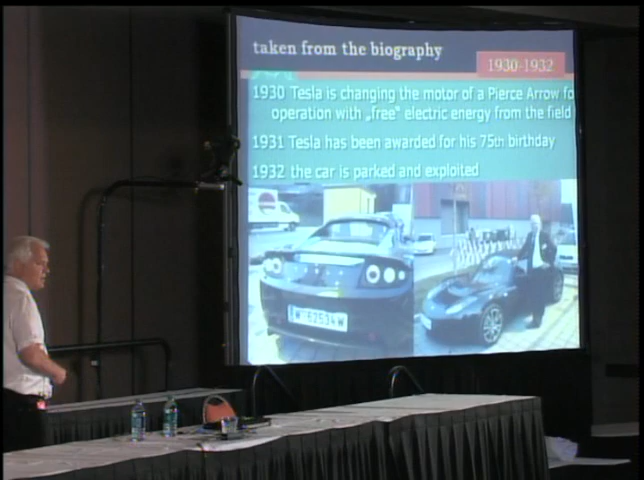 taken from the biography
1930-1932
1930 Tesla is changing the motor of a Pierce Arrow fo
operation with „free" electric energy from the field
1931 Tesla has been awarded for his 75th birthday
1932 the car is parked and exploited